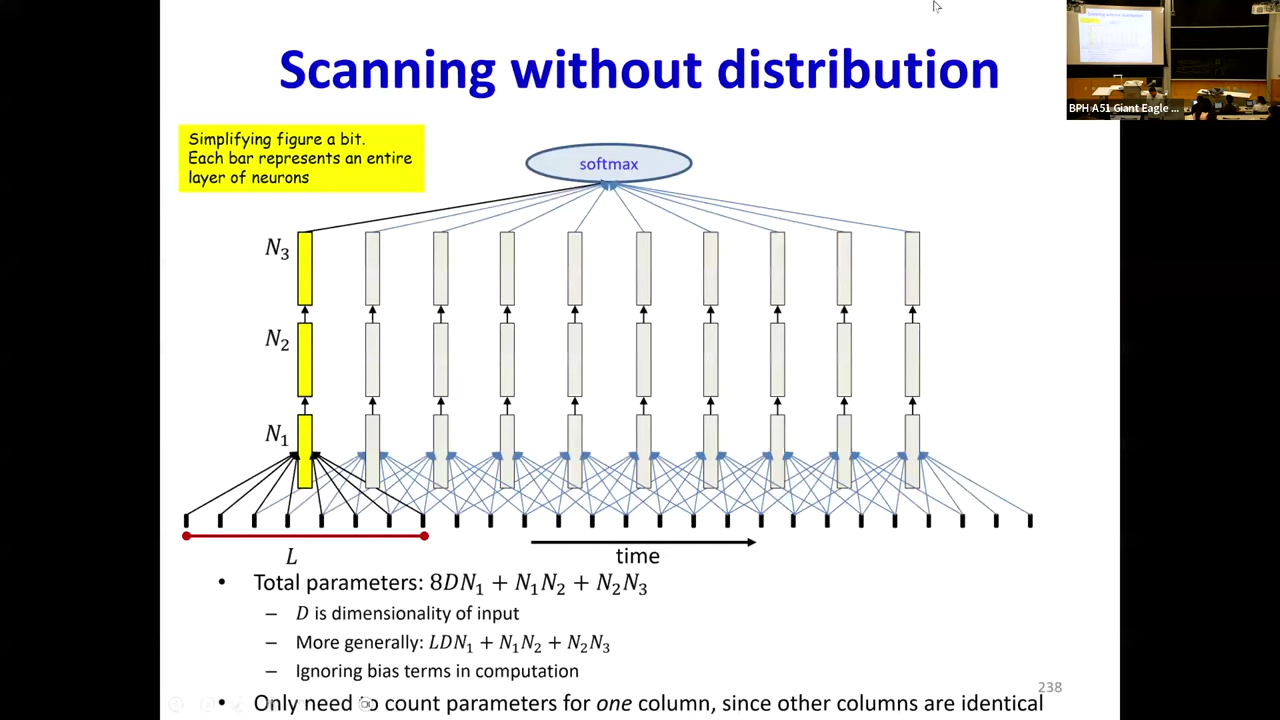 Scanning without distribution
BPH A51 Giant Eagle ...
Simplifying figure a bit.
Each bar represents an entire
layer of neurons
softmax
N₃
N₂
N₁
L
time
• Total parameters: 8DN₁ + N₁N₂ + N₂N₃
– D is dimensionality of input
– More generally: LDN₁ + N₁N₂ + N₂N₃
– Ignoring bias terms in computation
238
• Only need to count parameters for one column, since other columns are identical